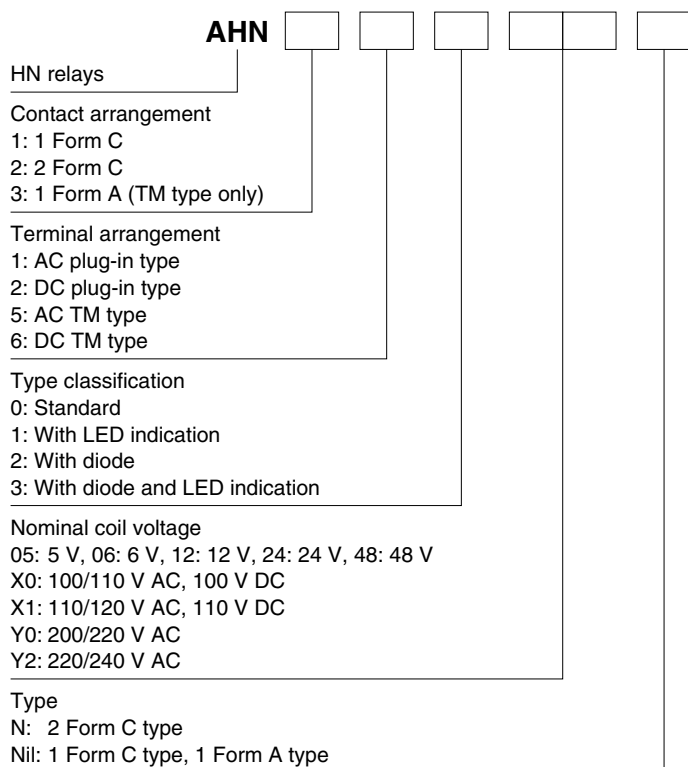 AHN
HN relays
Contact arrangement
1: 1 Form C
2: 2 Form C
3: 1 Form A (TM type only)
Terminal arrangement
1: AC plug-in type
2: DC plug-in type
5: AC TM type
6: DC TM type
Type classification
0: Standard
1: With LED indication
2: With diode
3: With diode and LED indication
Nominal coil voltage
05: 5 V, 06: 6 V, 12: 12 V, 24: 24 V, 48: 48 V
X0: 100/110 V AC, 100 V DC
X1: 110/120 V AC, 110 V DC
Y0: 200/220 V AC
Y2: 220/240 V AC
Type
N: 2 Form C type
Nil: 1 Form C type, 1 Form A type